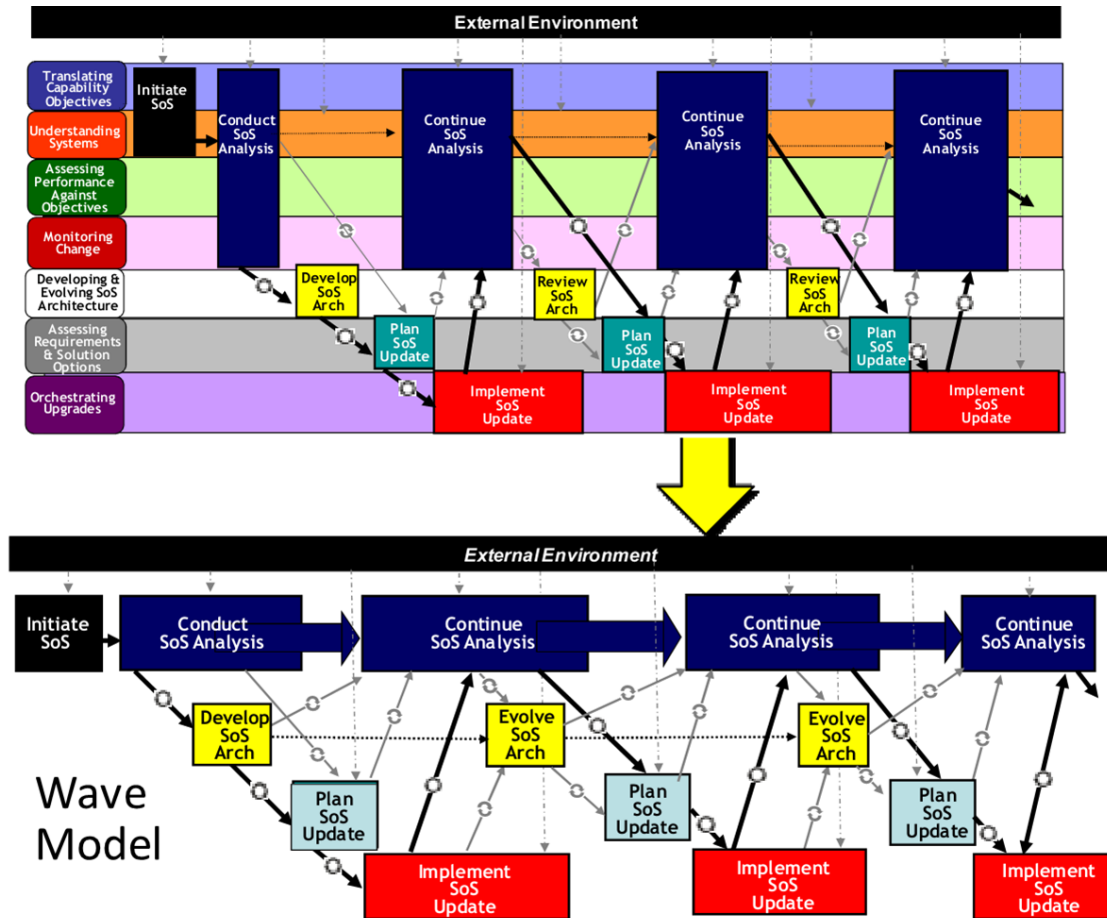 External Environment
Translating
Capability
Objectives
Understanding
Systems
Assessing
Performance
Against
Objectives
Monitoring
Change
Developing &
Evolving SoS
Architecture
Assessing
Requirements
& Solution
Options
Orchestrating
Upgrades
Initiate
SoS
Conduct
SoS
Analysis
Continue
SoS
Analysis
Continue
SoS
Analysis
Continue
SoS
Analysis
Develop
SoS
Arch
Review
SoS
Arch
Review
SoS
Arch
Plan
SoS
Update
Plan
SoS
Update
Plan
SoS
Update
Implement
SoS
Update
Implement
SoS
Update
Implement
SoS
Update
External Environment
Initiate
SoS
Conduct
SoS Analysis
Continue
SoS Analysis
Continue
SoS Analysis
Continue
SoS Analysis
Develop
SoS
Arch
Evolve
SoS
Arch
Evolve
SoS
Arch
Plan
SoS
Update
Plan
SoS
Update
Plan
SoS
Update
Wave
Model
Implement
SoS
Update
Implement
SoS
Update
Implement
SoS
Update